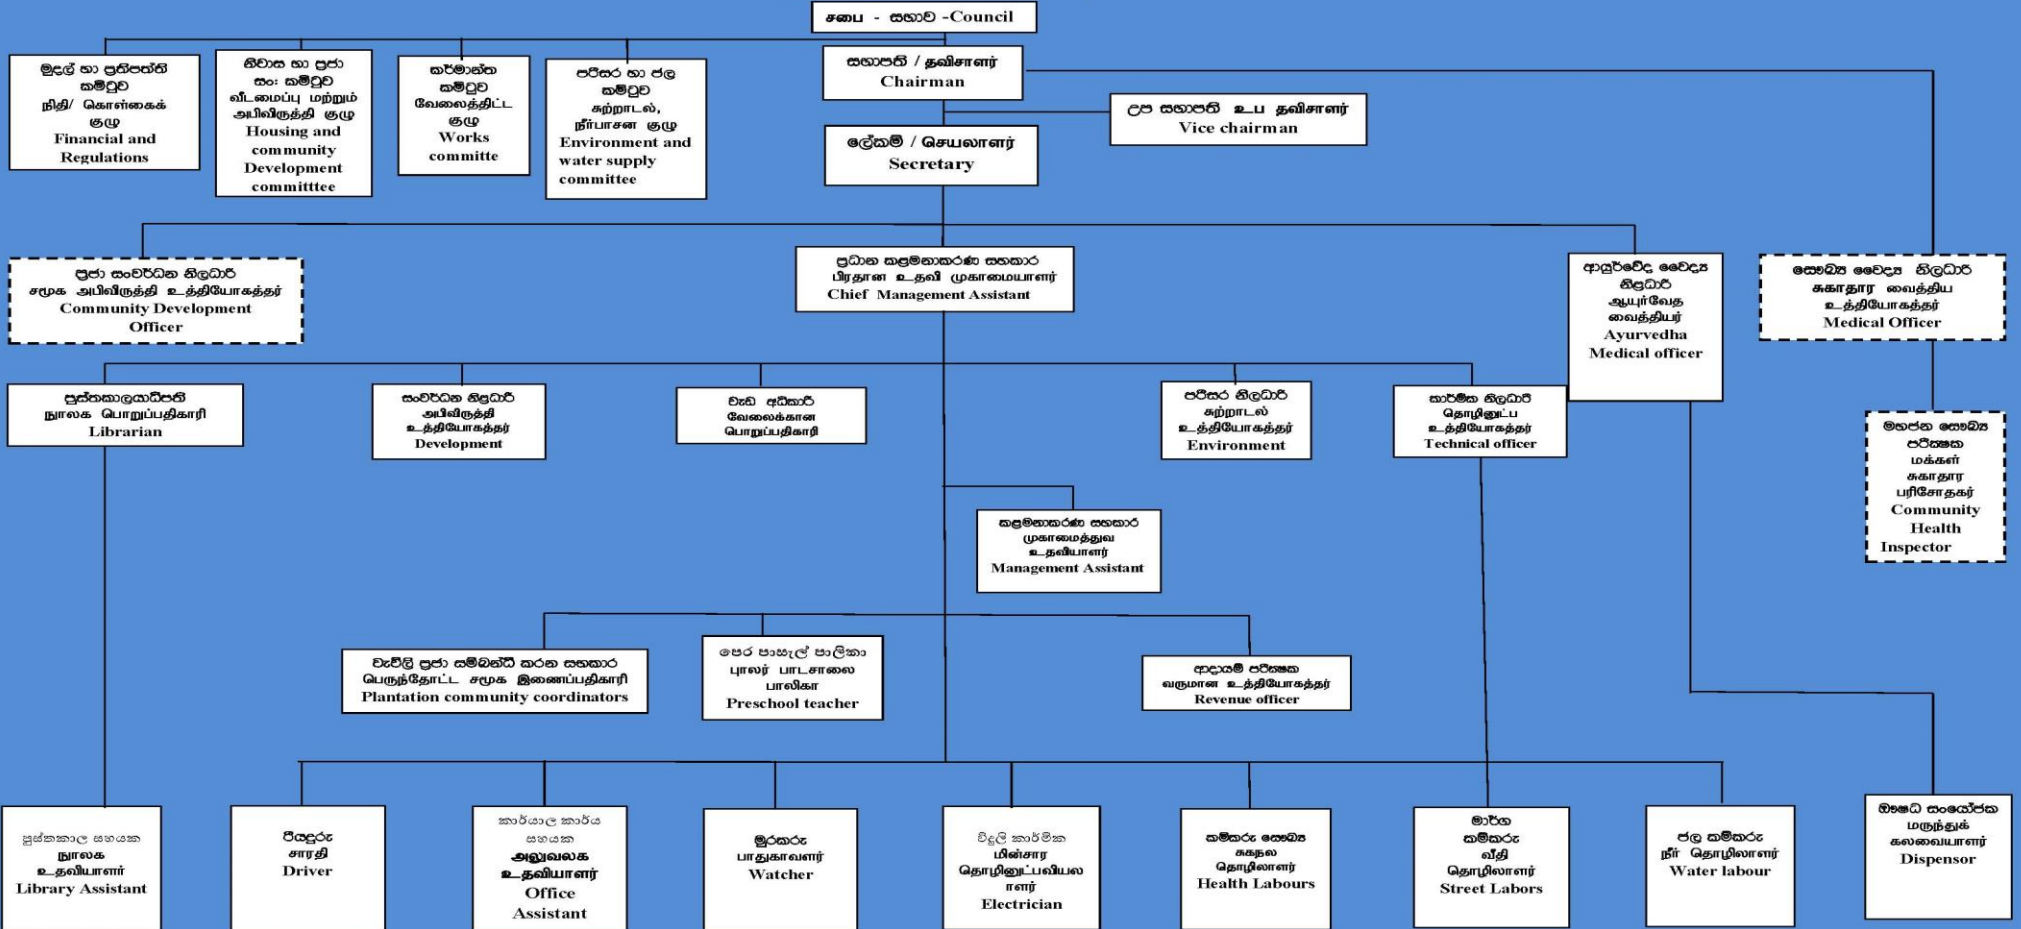 சபை - සභාව -Council
මුදල් හා ප්‍රතිපත්ති
කමිටුව
நிதி/ கொள்கைக்
குழு
Financial and
Regulations
නිවාස හා ප්‍රජා
සං: කමිටුව
வீடமைப்பு மற்றும்
அபிவிருத்தி குழு
Housing and
community
Development
committtee
කර්මාන්ත
කමිටුව
வேலைத்திட்ட
குழு
Works
committe
පරිසර හා ජල
කමිටුව
சுற்றாடல்,
நீர்பாசன குழு
Environment and
water supply
committee
සභාපති / தவிசாளர்
Chairman
උප සභාපති உப தவிசாளர்
Vice chairman
ලේකම් / செயலாளர்
Secretary
ප්‍රජා සංවර්ධන නිලධාරී
சமூக அபிவிருத்தி உத்தியோகத்தர்
Community Development
Officer
ප්‍රධාන කළමනාකරණ සහකාර
பிரதான உதவி முகாமையாளர்
Chief Management Assistant
ආයුර්වේද වෛද්‍ය
නිළධාරී
ஆயுர்வேத
வைத்தியர்
Ayurvedha
Medical officer
සෞඛ්‍ය වෛද්‍ය නිලධාරී
சுகாதார வைத்திய
உத்தியோகத்தர்
Medical Officer
පුස්තකාලයාධිපති
நூலக பொறுப்பதிகாரி
Librarian
සංවර්ධන නිළධාරී
அபிவிருத்தி
உத்தியோகத்தர்
Development
වැඩ අධිකාරී
வேலைக்கான
பொறுப்பதிகாரி
පරිසර නිලධාරී
சுற்றாடல்
உத்தியோகத்தர்
Environment
කාර්මික නිලධාරී
தொழினுட்ப
உத்தியோகத்தர்
Technical officer
මහජන සෞඛ්‍ය
පරීක්ෂක
மக்கள்
சுகாதார
பரிசோதகர்
Community
Health
Inspector
කළමනාකරණ සහකාර
முகாமைத்துவ
உதவியாளர்
Management Assistant
වැවිලි ප්‍රජා සම්බන්ධී කරන සහකාර
பெருந்தோட்ட சமூக இணைப்பதிகாரி
Plantation community coordinators
පෙර පාසැල් පාලිකා
புாலர் பாடசாலை
பாலிகா
Preschool teacher
ආදායම් පරීක්ෂක
வருமான உத்தியோகத்தர்
Revenue officer
පුස්තකාල සහයක
நூலக
உதவியாளர்
Library Assistant
රියදුරු
சாரதி
Driver
කාර්යාල කාර්ය
සහයක
அலுவலக
உதவியாளர்
Office
Assistant
මුරකරු
பாதுகாவளர்
Watcher
විදුලි කාර්මික
மின்சார
தொழினுட்பவியல
ாளர்
Electrician
කම්කරු සෞඛ්‍ය
சுகநல
தொழிலாளர்
Health Labours
මාර්ග
කම්කරු
வீதி
தொழிலாளர்
Street Labors
ජල කම්කරු
நீர் தொழிலாளர்
Water labour
ඖෂධ සංයෝජක
மருந்துக்
கலவையாளர்
Dispensor